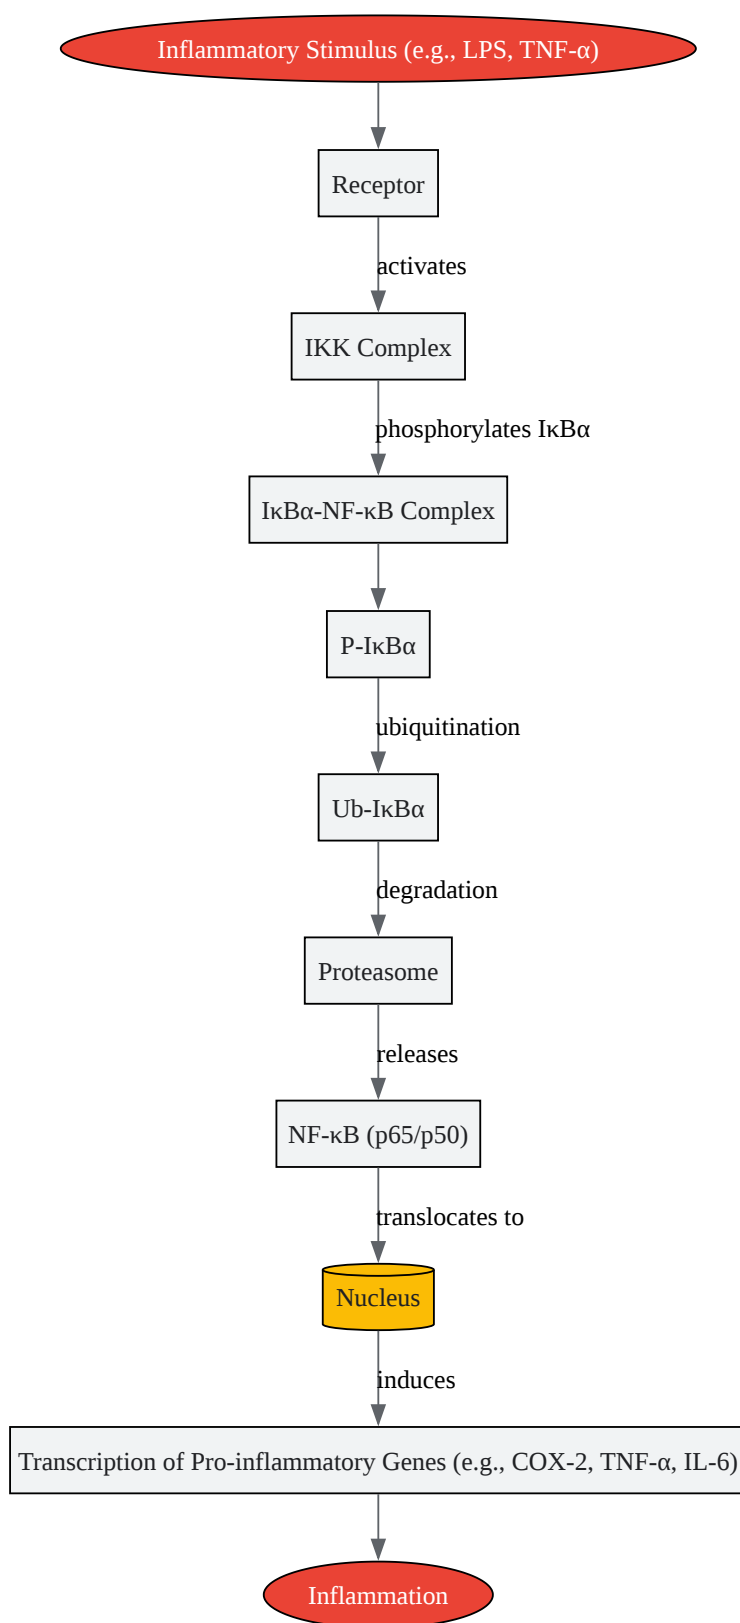 Inflammatory Stimulus (e.g., LPS, TNF-α)
Receptor
activates
IKK Complex
phosphorylates IκBα
IκBα-NF-κB Complex
P-IκBα
ubiquitination
Ub-IκBα
degradation
Proteasome
releases
NF-κB (p65/p50)
translocates to
Nucleus
induces
Transcription of Pro-inflammatory Genes (e.g., COX-2, TNF-α, IL-6)
Inflammation